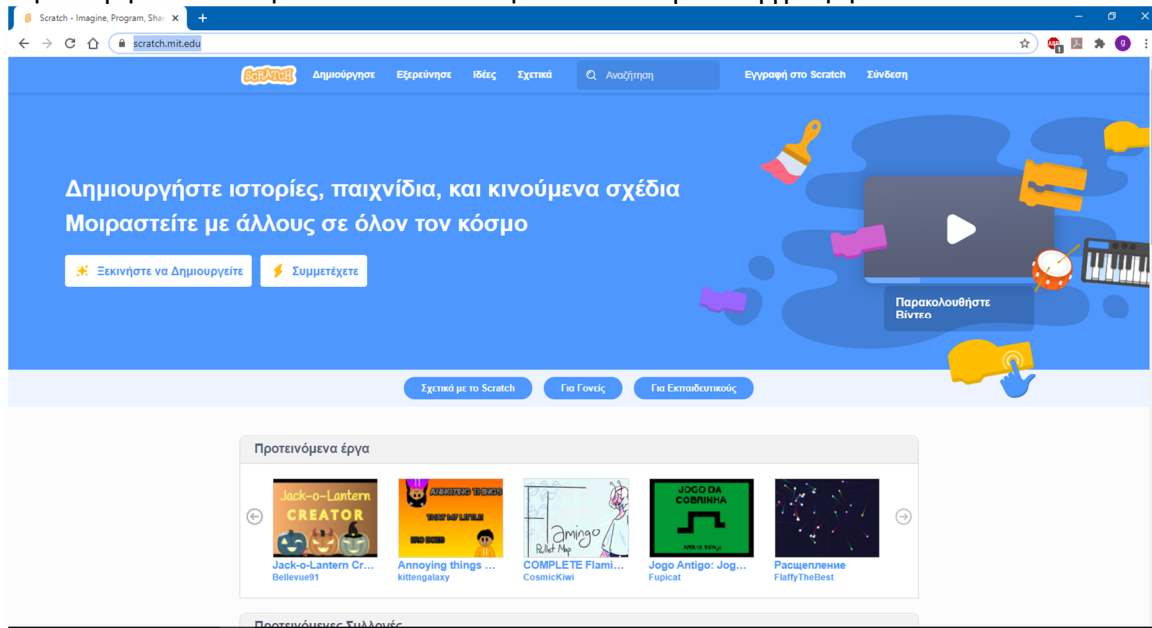 Scratch - Imagine, Program, Shar
scratch.mit.edu
g
SCRATCH Δημιούργησε Εξερεύνησε Ιδέες Σχετικά Αναζήτηση Εγγραφή στο Scratch Σύνδεση
Δημιουργήστε ιστορίες, παιχνίδια, και κινούμενα σχέδια
Μοιραστείτε με άλλους σε όλον τον κόσμο
Ξεκινήστε να Δημιουργείτε Συμμετέχετε
Παρακολουθήστε
Βίντεο
Σχετικά με το Scratch Για Γονείς Για Εκπαιδευτικούς
Προτεινόμενα έργα
Jack-o-Lantern
CREATOR
ANNOYING THINGS
THAT MY LITTLE
BRO DOES
amingo
Pallet Map
JOGO DA
COBRINHA
Jack-o-Lantern Cr... Annoying things ... COMPLETE Flami... Jogo Antigo: Jog... Расщепление
Bellevue91 kittengalaxy CosmicKiwi Fupicat FlaffyTheBest
Προτεινόμενες Συλλογές